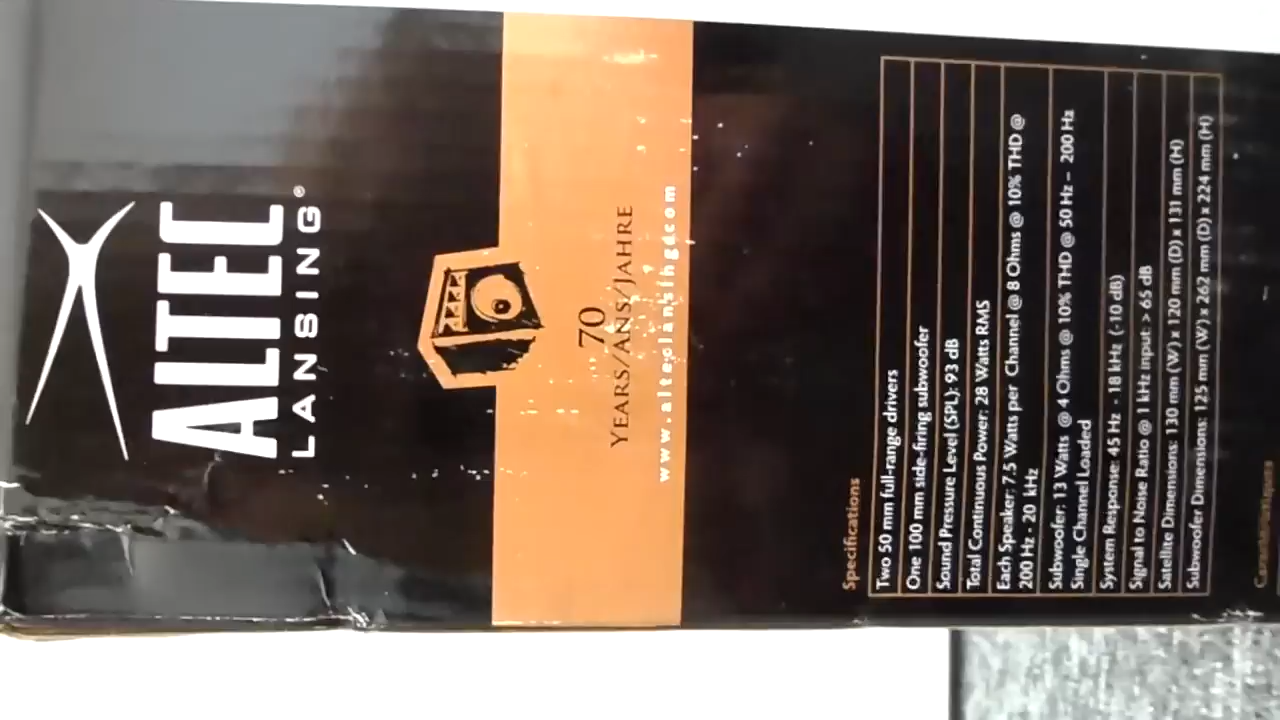 ALTEC
LANSING®
70
YEARS/ANS/JAHRE
www.alteclansing.com
Specifications
Two 50 mm full-range drivers
One 100 mm side-firing subwoofer
Sound Pressure Level (SPL): 93 dB
Total Continuous Power: 28 Watts RMS
Each Speaker: 7.5 Watts per Channel @ 8 Ohms @ 10% THD @
200 Hz - 20 kHz
Subwoofer: 13 Watts @ 4 Ohms @ 10% THD @ 50 Hz – 200 Hz
Single Channel Loaded
System Response: 45 Hz - 18 kHz (-10 dB)
Signal to Noise Ratio @ 1 kHz input: > 65 dB
Satellite Dimensions: 130 mm (W) x 120 mm (D) x 131 mm (H)
Subwoofer Dimensions: 125 mm (W) x 262 mm (D) x 224 mm (H)